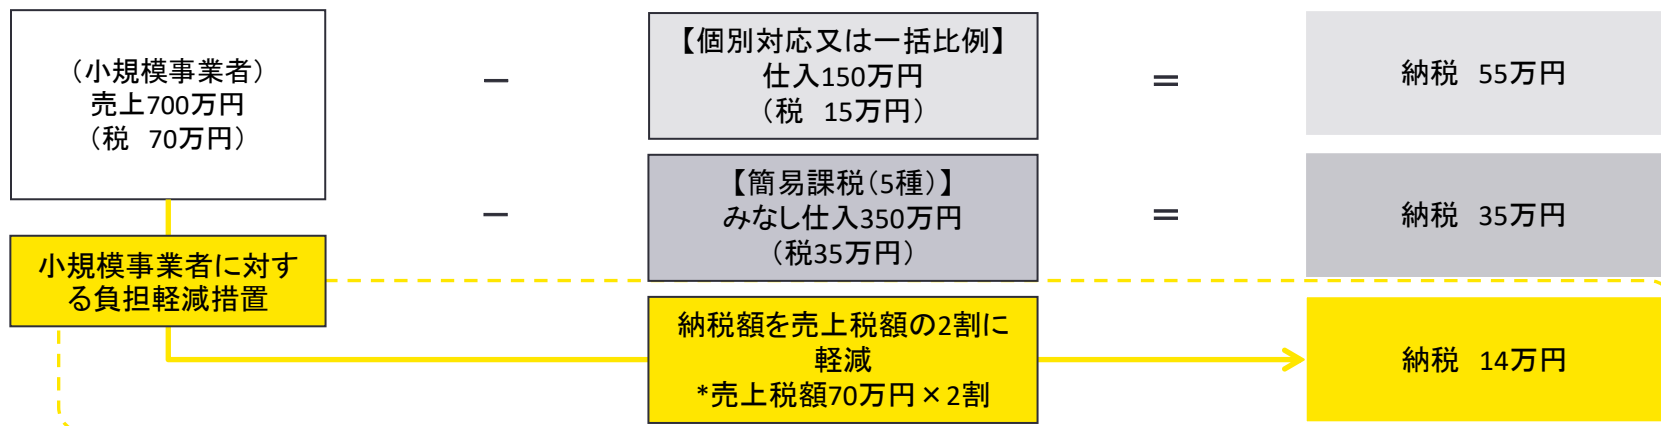 （小規模事業者）
売上700万円
（税　70万円）
－
【個別対応又は一括比例】
仕入150万円
（税　15万円）
＝
納税　55万円
－
【簡易課税（5種）】
みなし仕入350万円
（税35万円）
＝
納税　35万円
小規模事業者に対す
る負担軽減措置
納税額を売上税額の2割に
軽減
*売上税額70万円×2割
納税　14万円